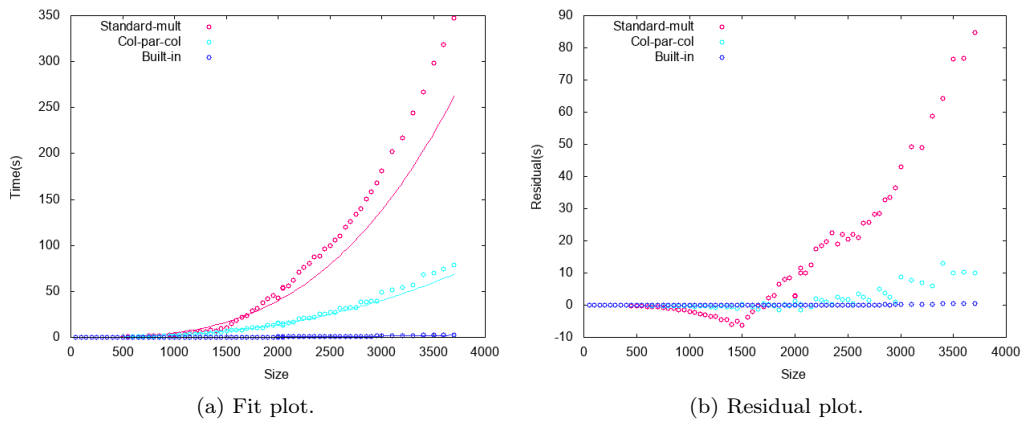 Standard-mult
Col-par-col
Built-in
350
300
250
200
150
100
50
0
Time(s)
0 500 1000 1500 2000 2500 3000 3500 4000
Size
(a) Fit plot.
Standard-mult
Col-par-col
Built-in
90
80
70
60
50
40
30
20
10
0
-10
Residual(s)
0 500 1000 1500 2000 2500 3000 3500 4000
Size
(b) Residual plot.